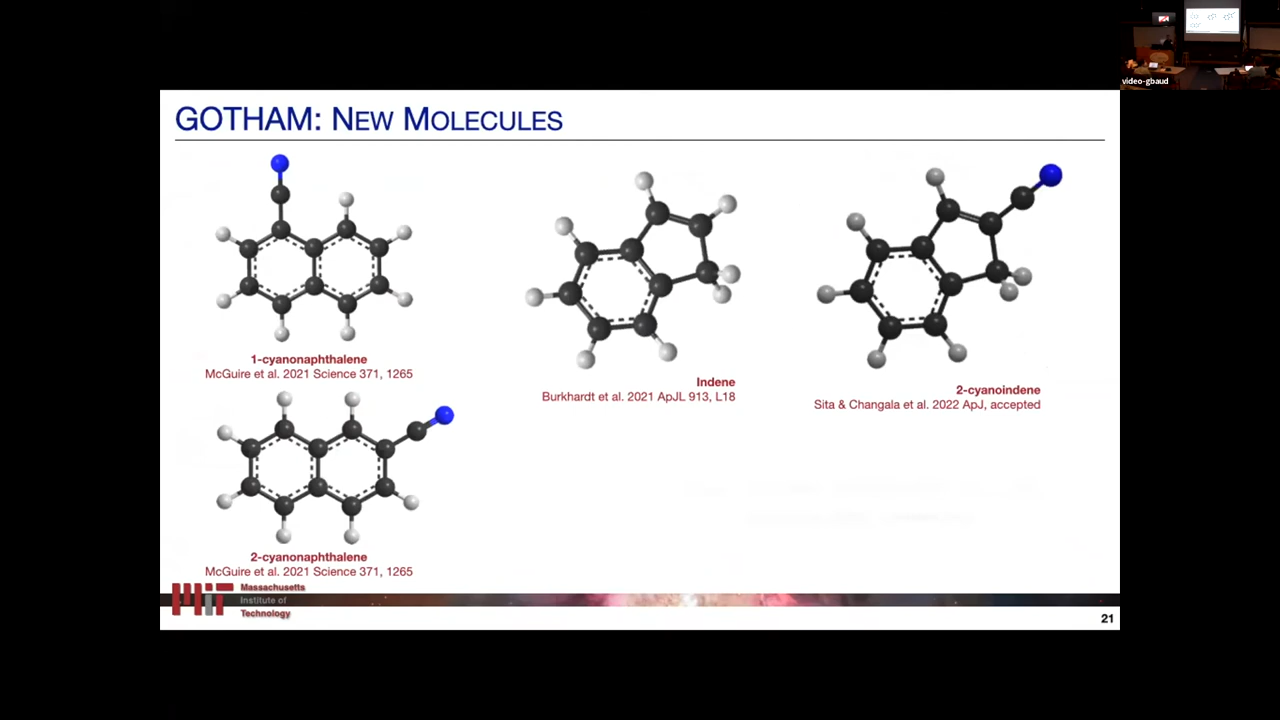 video-gbaud
GOTHAM: NEW MOLECULES
1-cyanonaphthalene
McGuire et al. 2021 Science 371, 1265
Indene
Burkhardt et al. 2021 ApJL 913, L18
2-cyanoindene
Sita & Changala et al. 2022 ApJ, accepted
2-cyanonaphthalene
McGuire et al. 2021 Science 371, 1265
Massachusetts
Institute of
Technology
21